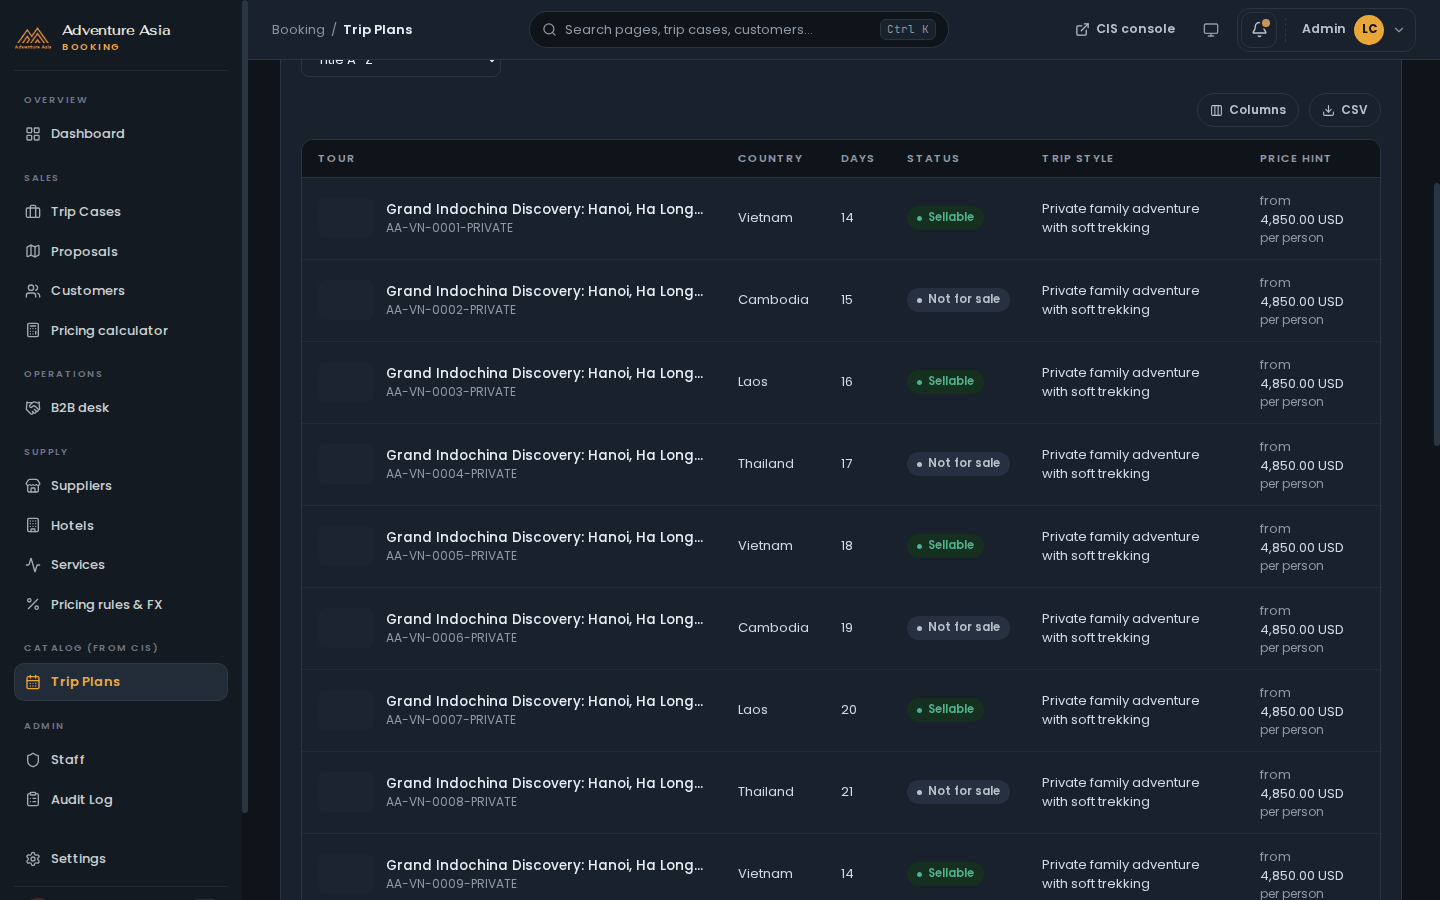 Adventure Asia
BOOKING
Adventure Asia
OVERVIEW
Dashboard
SALES
Trip Cases
Proposals
Customers
Pricing calculator
OPERATIONS
B2B desk
SUPPLY
Suppliers
Hotels
Services
Pricing rules & FX
CATALOG (FROM CIS)
Trip Plans
ADMIN
Staff
Audit Log
Settings
Booking / Trip Plans
Search pages, trip cases, customers...
Ctrl K
CIS console
Admin
LC
Title A–Z
Columns
CSV
TOUR COUNTRY DAYS STATUS TRIP STYLE PRICE HINT
Grand Indochina Discovery: Hanoi, Ha Long...
AA-VN-0001-PRIVATE
Vietnam
14
Sellable
Private family adventure
with soft trekking
from
4,850.00 USD
per person
Grand Indochina Discovery: Hanoi, Ha Long...
AA-VN-0002-PRIVATE
Cambodia
15
Not for sale
Private family adventure
with soft trekking
from
4,850.00 USD
per person
Grand Indochina Discovery: Hanoi, Ha Long...
AA-VN-0003-PRIVATE
Laos
16
Sellable
Private family adventure
with soft trekking
from
4,850.00 USD
per person
Grand Indochina Discovery: Hanoi, Ha Long...
AA-VN-0004-PRIVATE
Thailand
17
Not for sale
Private family adventure
with soft trekking
from
4,850.00 USD
per person
Grand Indochina Discovery: Hanoi, Ha Long...
AA-VN-0005-PRIVATE
Vietnam
18
Sellable
Private family adventure
with soft trekking
from
4,850.00 USD
per person
Grand Indochina Discovery: Hanoi, Ha Long...
AA-VN-0006-PRIVATE
Cambodia
19
Not for sale
Private family adventure
with soft trekking
from
4,850.00 USD
per person
Grand Indochina Discovery: Hanoi, Ha Long...
AA-VN-0007-PRIVATE
Laos
20
Sellable
Private family adventure
with soft trekking
from
4,850.00 USD
per person
Grand Indochina Discovery: Hanoi, Ha Long...
AA-VN-0008-PRIVATE
Thailand
21
Not for sale
Private family adventure
with soft trekking
from
4,850.00 USD
per person
Grand Indochina Discovery: Hanoi, Ha Long...
AA-VN-0009-PRIVATE
Vietnam
14
Sellable
Private family adventure
with soft trekking
from
4,850.00 USD
per person